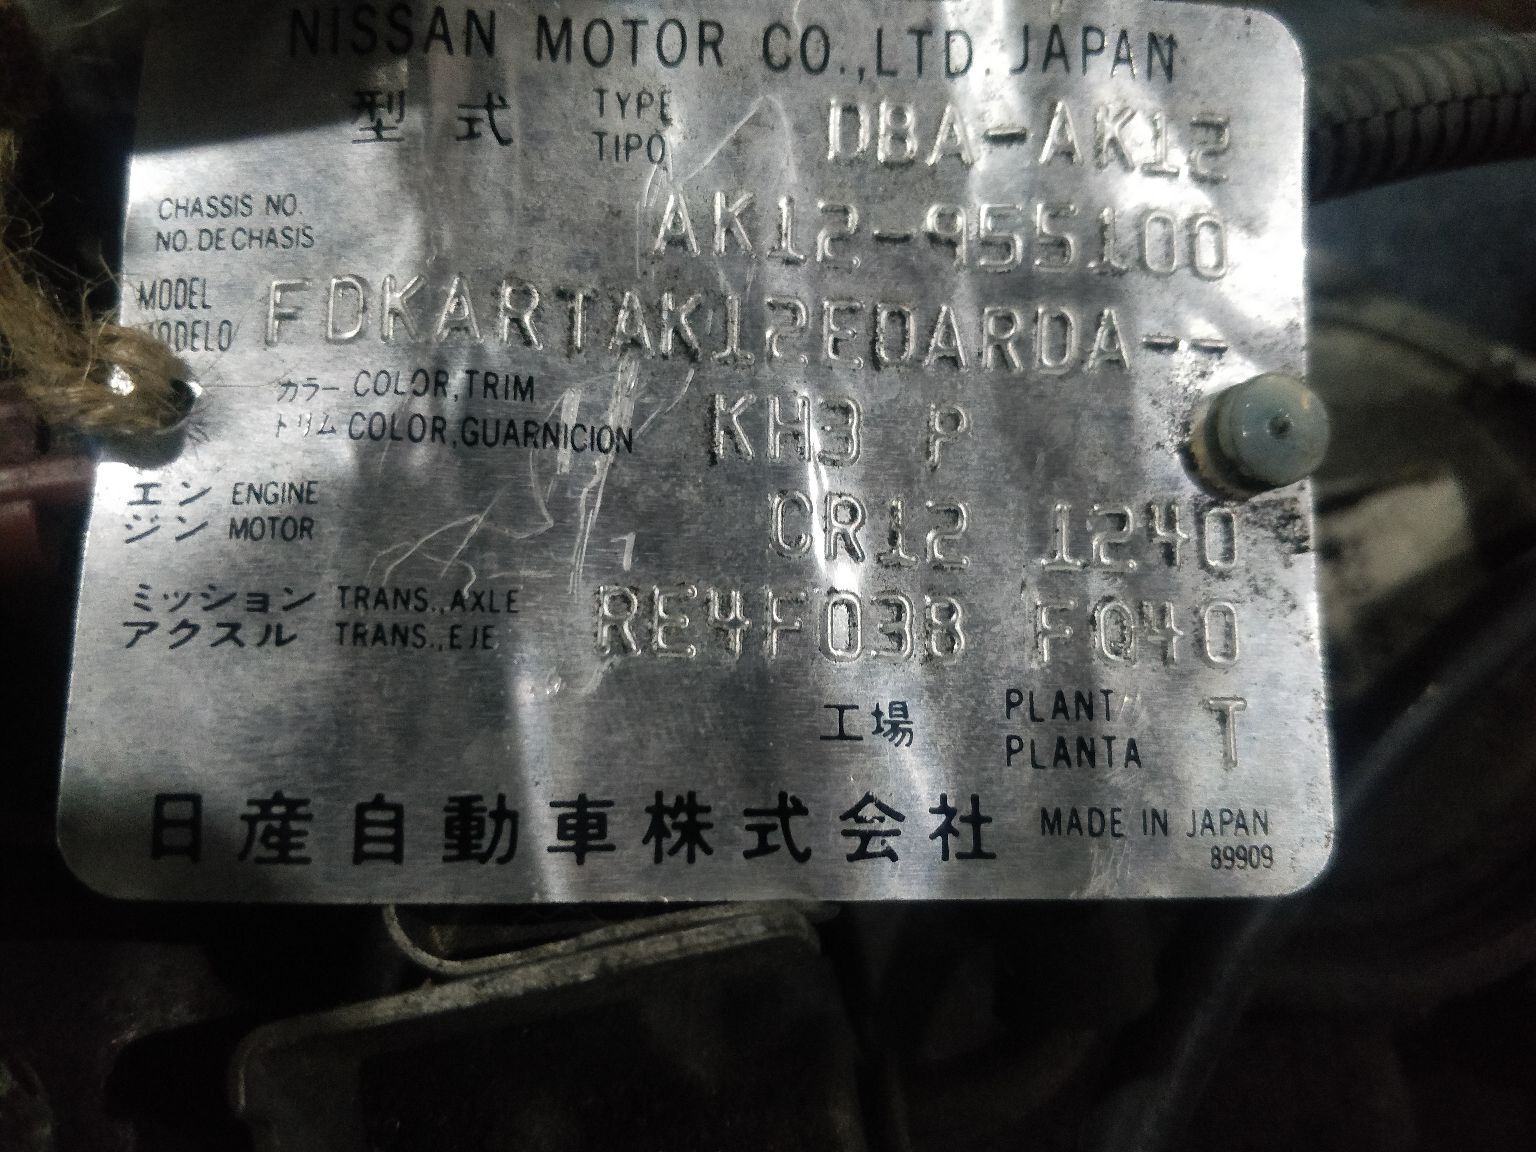 NISSAN MOTOR CO.,LTD. JAPAN
型式 TYPE TIPO DBA-AK12
CHASSIS NO. NO. DE CHASIS AK12-955100
MODEL MODELO FDKARTAK12EDARDA--
カラー COLOR,TRIM
トリム COLOR,GUARNICION KH3 P
エンジン ENGINE MOTOR CR12 1240
ミッション TRANS.,AXLE
アクスル TRANS.,EJE RE4F03B FQ40
工場 PLANT PLANTA T
日産自動車株式会社 MADE IN JAPAN
89909